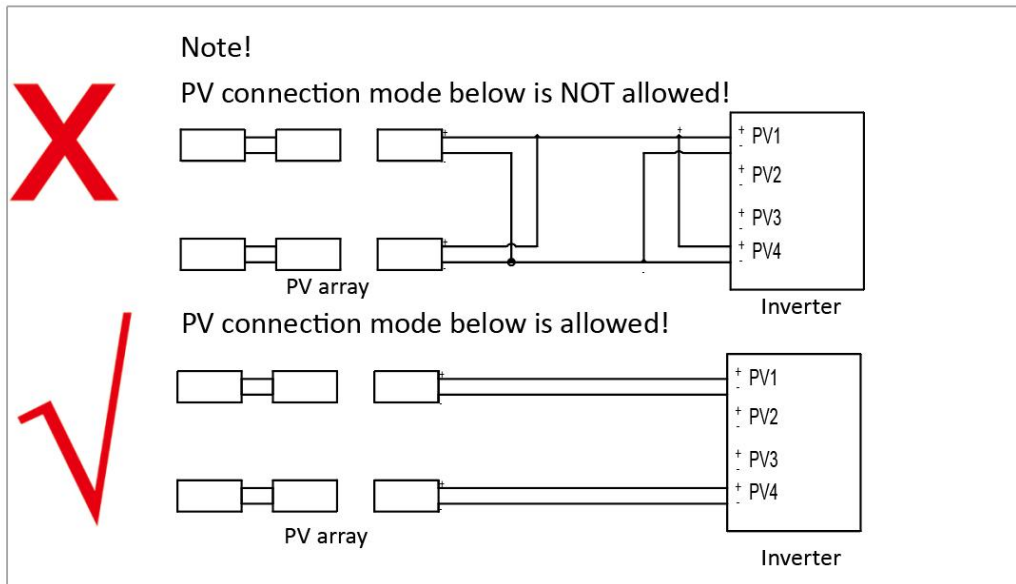 Note!
PV connection mode below is NOT allowed!
+ + + PV1
- -
+ PV2
-
+ PV3
-
+ + PV4
- - -
PV array
Inverter
PV connection mode below is allowed!
+ + PV1
- -
+ PV2
-
+ PV3
-
+ + PV4
- -
PV array
Inverter